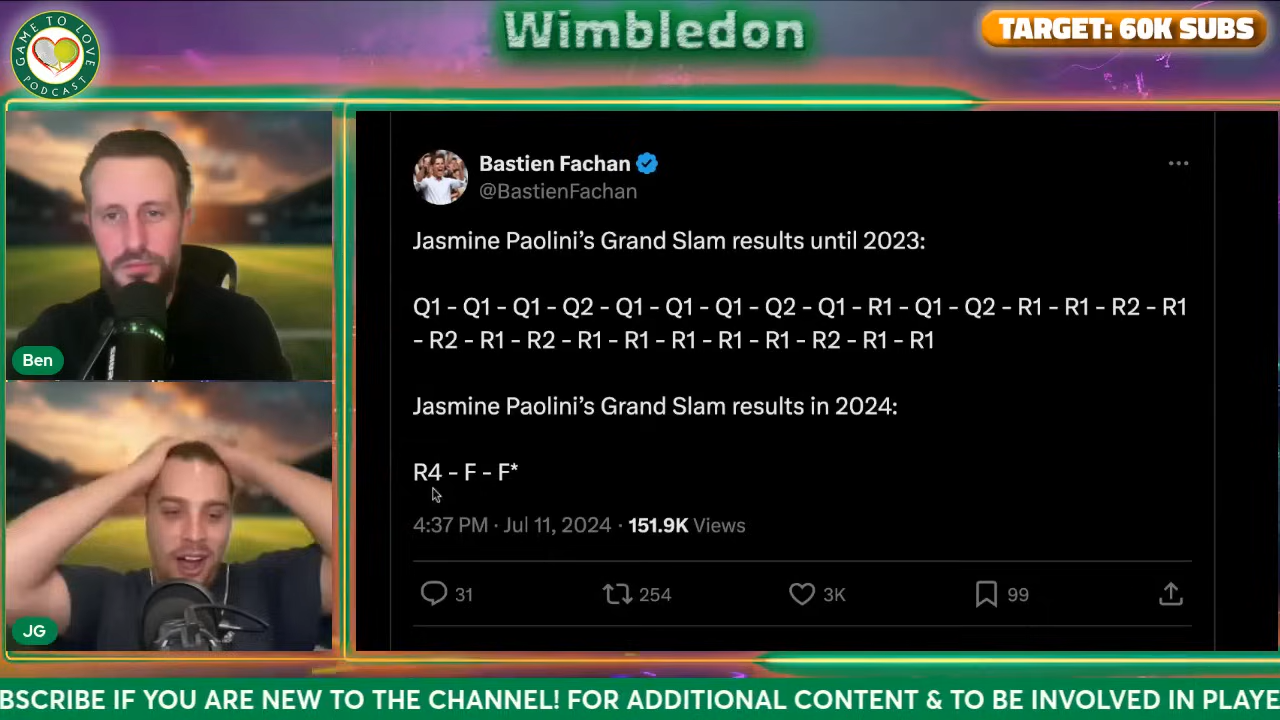 GAME TO LOVE
PODCAST
Wimbledon
TARGET: 60K SUBS
Bastien Fachan
@BastienFachan
Jasmine Paolini’s Grand Slam results until 2023:
Q1 - Q1 - Q1 - Q2 - Q1 - Q1 - Q1 - Q2 - Q1 - R1 - Q1 - Q2 - R1 - R1 - R2 - R1
- R2 - R1 - R2 - R1 - R1 - R1 - R1 - R1 - R2 - R1 - R1
Jasmine Paolini’s Grand Slam results in 2024:
R4 - F - F*
4:37 PM · Jul 11, 2024 · 151.9K Views
31 254 3K 99
Ben
JG
BSCRIBE IF YOU ARE NEW TO THE CHANNEL! FOR ADDITIONAL CONTENT & TO BE INVOLVED IN PLAYE